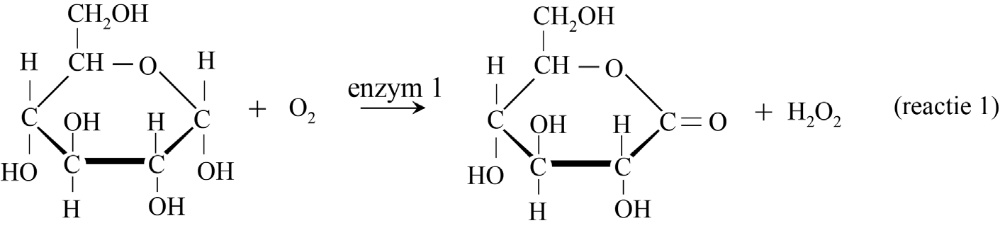 CH₂OH CH₂OH
H CH – O H H CH – O
C OH H C + O₂ enzym 1 → C OH H C = O + H₂O₂ (reactie 1)
HO C C OH HO C C
H OH H OH